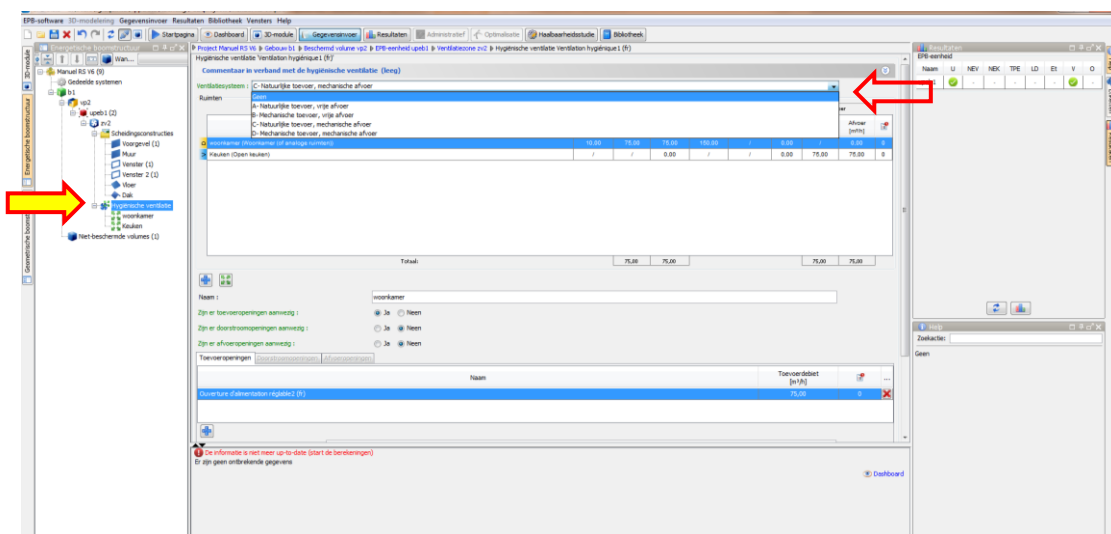 EPB-software 3D-modelering Gegevensinvoer Resultaten Bibliotheek Vensters Help
Startpagina Dashboard 3D-module Gegevensinvoer Resultaten Administratief Optimalisatie Haalbaarheidsstudie Bibliotheek
Energetische boomstructuur
Wan...
Manuel RS V6 (9)
Gedeelde systemen
b1
vp2
upeb1 (2)
zv2
Scheidingsconstructies
Voorgevel (1)
Muur
Venster (1)
Venster 2 (1)
Vloer
Dak
Hygiënische ventilatie
woonkamer
Keuken
Niet-beschermde volumes (1)
3D-module
Energetische boomstructuur
Project Manuel RS V6 Gebouw b1 Beschermd volume vp2 EPB-eenheid upeb1 Ventilatiezone zv2 Hygiënische ventilatie Ventilation hygiénique1 (fr)
Hygiënische ventilatie 'Ventilation hygiénique1 (fr)'
Commentaar in verband met de hygiënische ventilatie (leeg)
Ventilatiesysteem : C- Natuurlijke toevoer, mechanische afvoer
Geen
Ruimten
A- Natuurlijke toevoer, vrije afvoer
B- Mechanische toevoer, vrije afvoer
C- Natuurlijke toevoer, mechanische afvoer
D- Mechanische toevoer, mechanische afvoer
Afvoer
[m³/h]
woonkamer (Woonkamer (of analoge ruimten)) 10,00 75,00 75,00 150,00 / 0,00 / 0,00 0
Keuken (Open keuken) / / 0,00 / / 0,00 75,00 75,00 0
Totaal: 75,00 75,00 75,00 75,00
Naam : woonkamer
Zijn er toevoeropeningen aanwezig : Ja Neen
Zijn er doorstroomopeningen aanwezig : Ja Neen
Zijn er afvoeropeningen aanwezig : Ja Neen
Toevoeropeningen Doorstroomopeningen Afvoeropeningen
Naam Toevoerdebiet
[m³/h]
...
Ouverture d'alimentation réglable2 (fr) 75,00 0
De informatie is niet meer up-to-date (start de berekeningen)
Er zijn geen ontbrekende gegevens
Dashboard
Resultaten
EPB-eenheid
Naam U NEV NEK TPE LD Et V O
Help
Zoekactie:
Geen